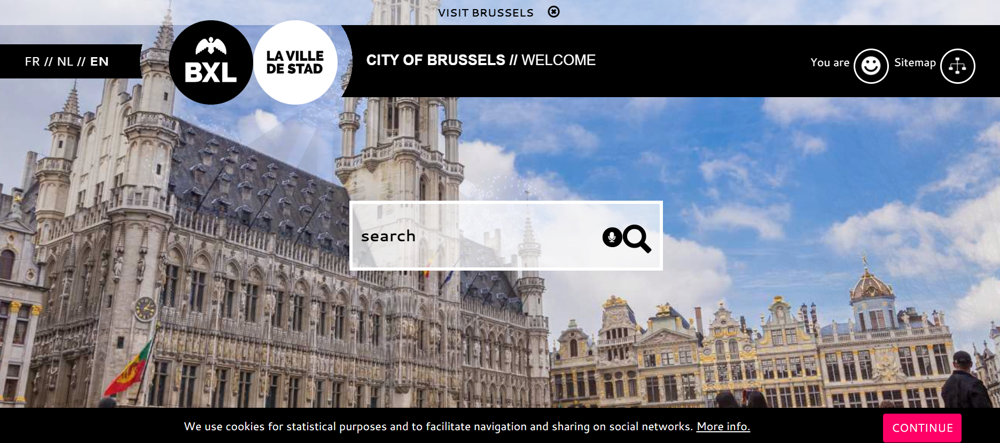 VISIT BRUSSELS
FR // NL // EN
BXL
LA VILLE
DE STAD
CITY OF BRUSSELS // WELCOME
You are
Sitemap
search
We use cookies for statistical purposes and to facilitate navigation and sharing on social networks. More info.
CONTINUE